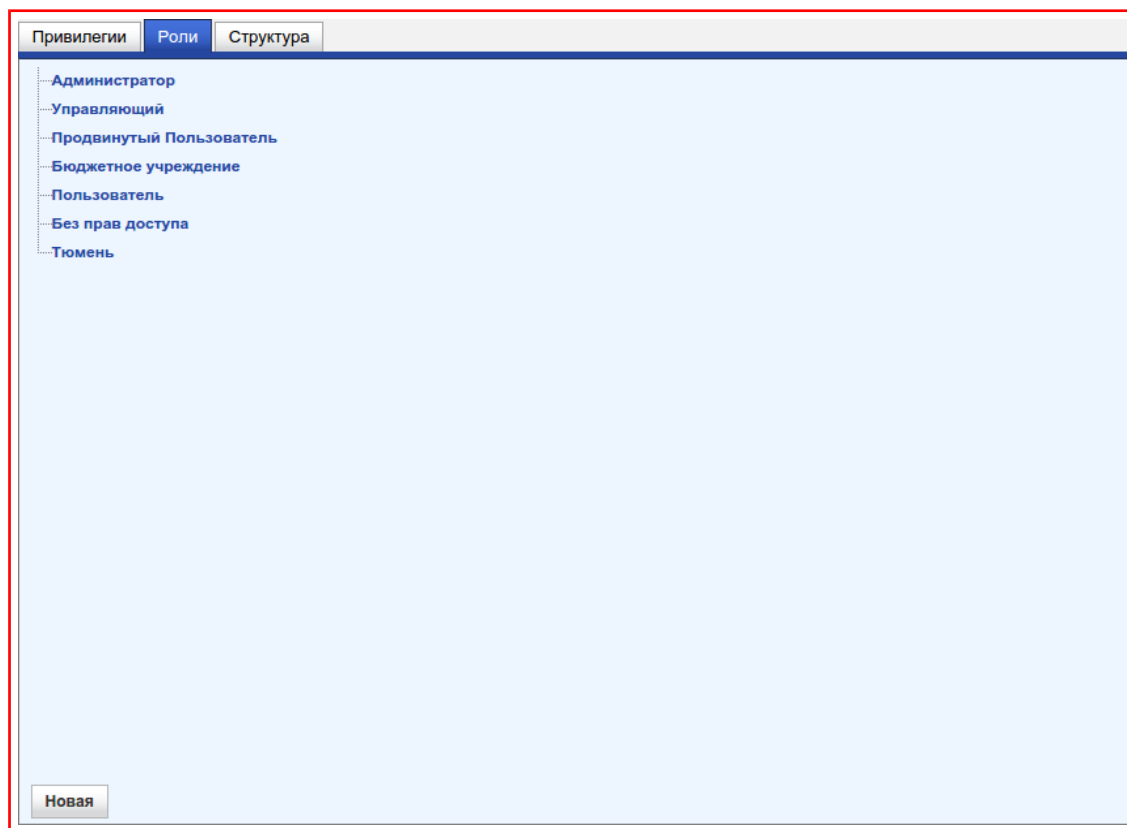 Привилегии Роли Структура
Администратор
Управляющий
Продвинутый Пользователь
Бюджетное учреждение
Пользователь
Без прав доступа
Тюмень
Новая